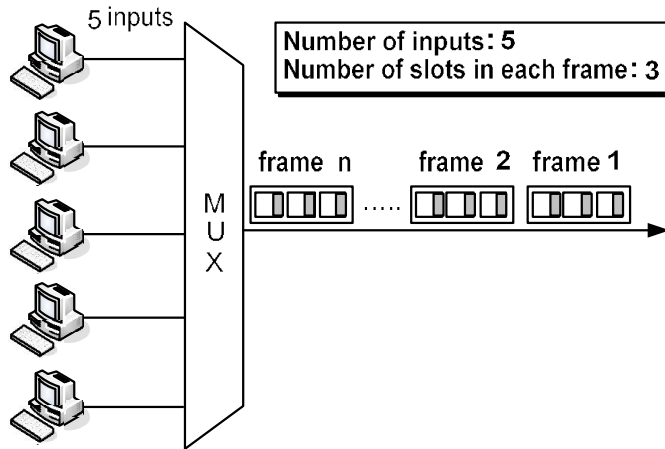 5 inputs
Number of inputs: 5
Number of slots in each frame: 3
M
U
X
frame n
.....
frame 2
frame 1